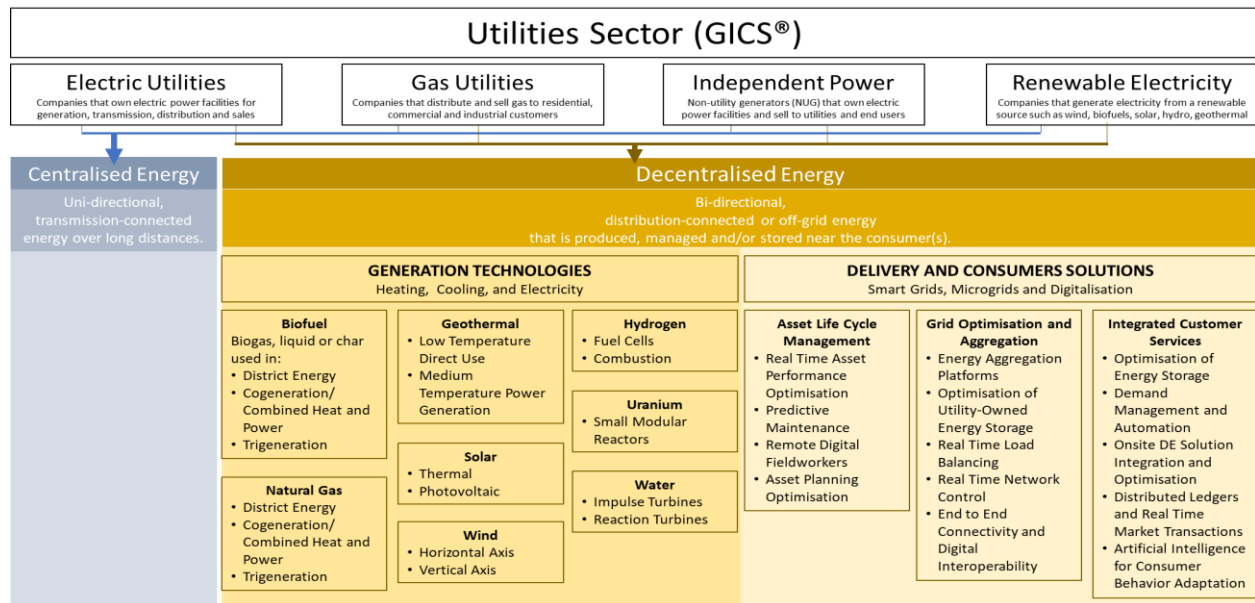 Utilities Sector (GICS®)
Electric Utilities
Companies that own electric power facilities for
generation, transmission, distribution and sales
Gas Utilities
Companies that distribute and sell gas to residential,
commercial and industrial customers
Independent Power
Non-utility generators (NUG) that own electric
power facilities and sell to utilities and end users
Renewable Electricity
Companies that generate electricity from a renewable
source such as wind, biofuels, solar, hydro, geothermal
Centralised Energy
Uni-directional,
transmission-connected
energy over long distances.
Decentralised Energy
Bi-directional,
distribution-connected or off-grid energy
that is produced, managed and/or stored near the consumer(s).
GENERATION TECHNOLOGIES
Heating, Cooling, and Electricity
Biofuel
Biogas, liquid or char
used in:
• District Energy
• Cogeneration/
Combined Heat and
Power
• Trigeneration
Natural Gas
• District Energy
• Cogeneration/
Combined Heat and
Power
• Trigeneration
Geothermal
• Low Temperature
Direct Use
• Medium
Temperature Power
Generation
Solar
• Thermal
• Photovoltaic
Wind
• Horizontal Axis
• Vertical Axis
Hydrogen
• Fuel Cells
• Combustion
Uranium
• Small Modular
Reactors
Water
• Impulse Turbines
• Reaction Turbines
DELIVERY AND CONSUMERS SOLUTIONS
Smart Grids, Microgrids and Digitalisation
Asset Life Cycle
Management
• Real Time Asset
Performance
Optimisation
• Predictive
Maintenance
• Remote Digital
Fieldworkers
• Asset Planning
Optimisation
Grid Optimisation and
Aggregation
• Energy Aggregation
Platforms
• Optimisation of
Utility-Owned
Energy Storage
• Real Time Load
Balancing
• Real Time Network
Control
• End to End
Connectivity and
Digital
Interoperability
Integrated Customer
Services
• Optimisation of
Energy Storage
• Demand
Management and
Automation
• Onsite DE Solution
Integration and
Optimisation
• Distributed Ledgers
and Real Time
Market Transactions
• Artificial Intelligence
for Consumer
Behavior Adaptation